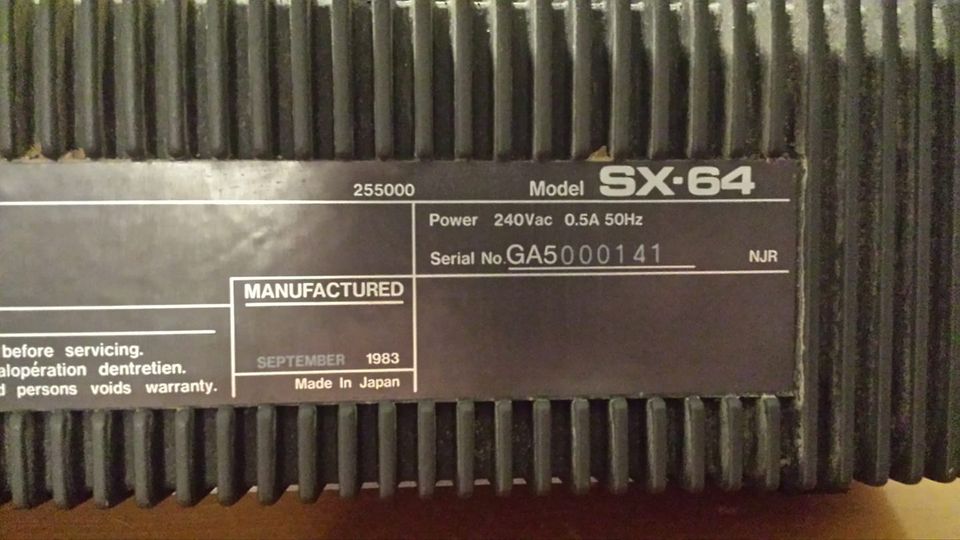 255000 Model SX-64
Power 240Vac 0.5A 50Hz
Serial No. GA5000141 NJR
MANUFACTURED
SEPTEMBER 1983
Made In Japan
before servicing.
alopération dentretien.
persons voids warranty.